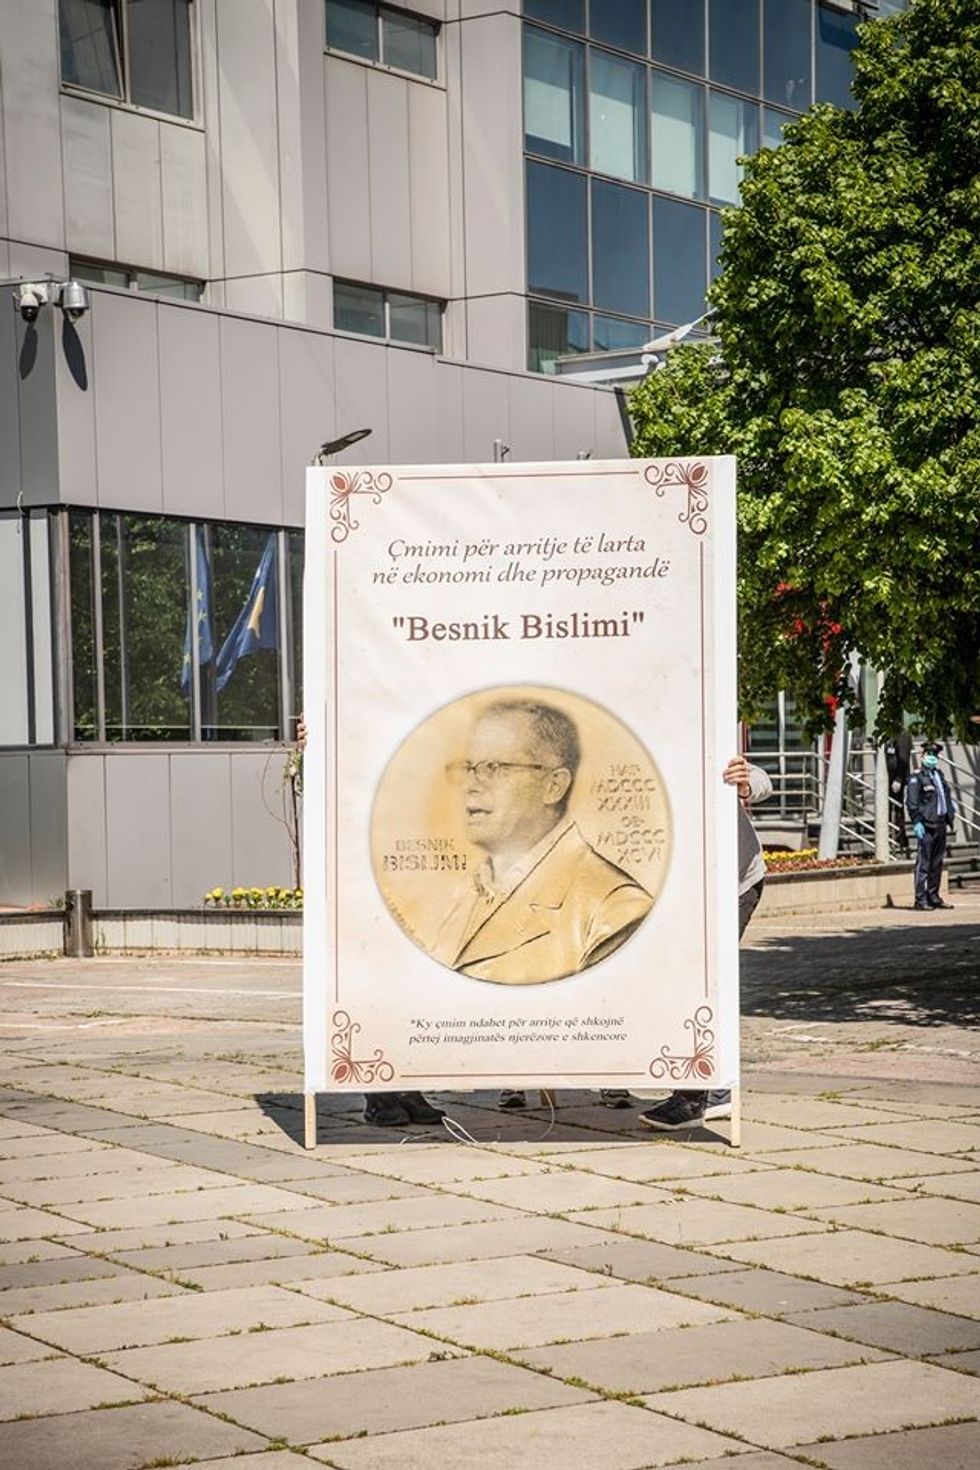 Çmimi për arritje të larta
në ekonomi dhe propagandë
"Besnik Bislimi"
BESNIK
BISLIMI
NAT-
MDCCC
XXXIII
OB-
MDCCC
XCVI
*Ky çmim ndahet për arritje që shkojnë
përtej imagjinatës njerëzore e shkencore